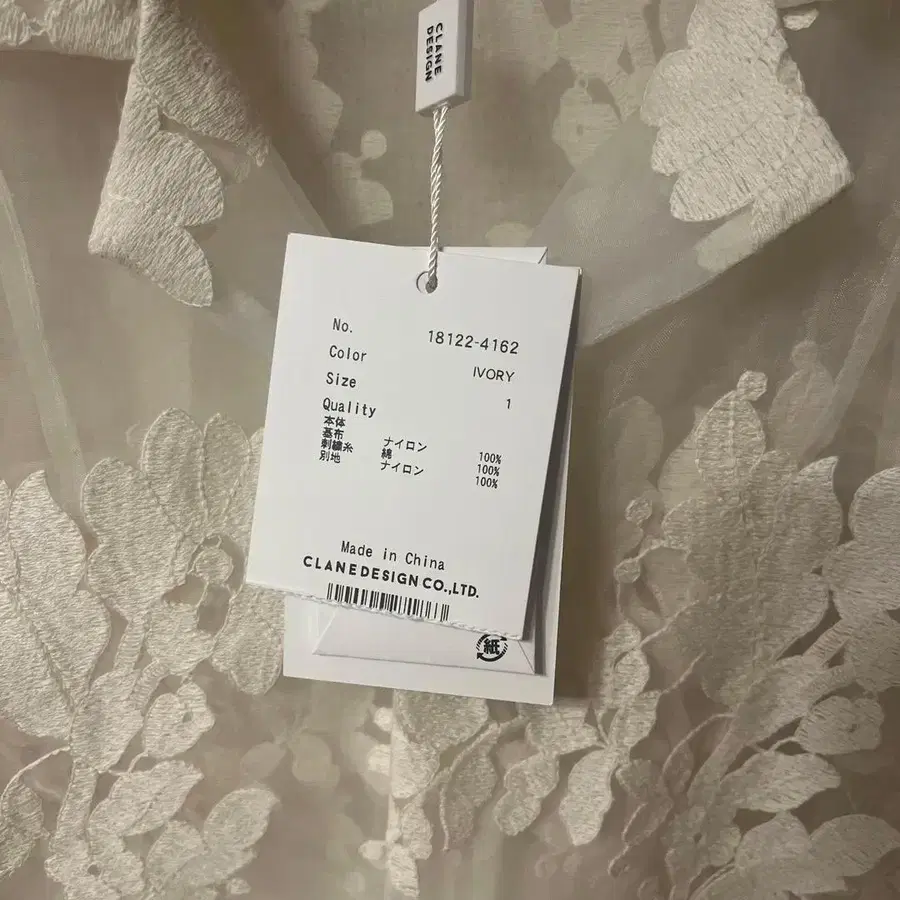 CLANE
DESIGN
No. 18122-4162
Color IVORY
Size 1
Quality
本体
基布 ナイロン 100%
刺繍糸 綿 100%
別地 ナイロン 100%
Made in China
CLANE DESIGN CO.,LTD.
紙